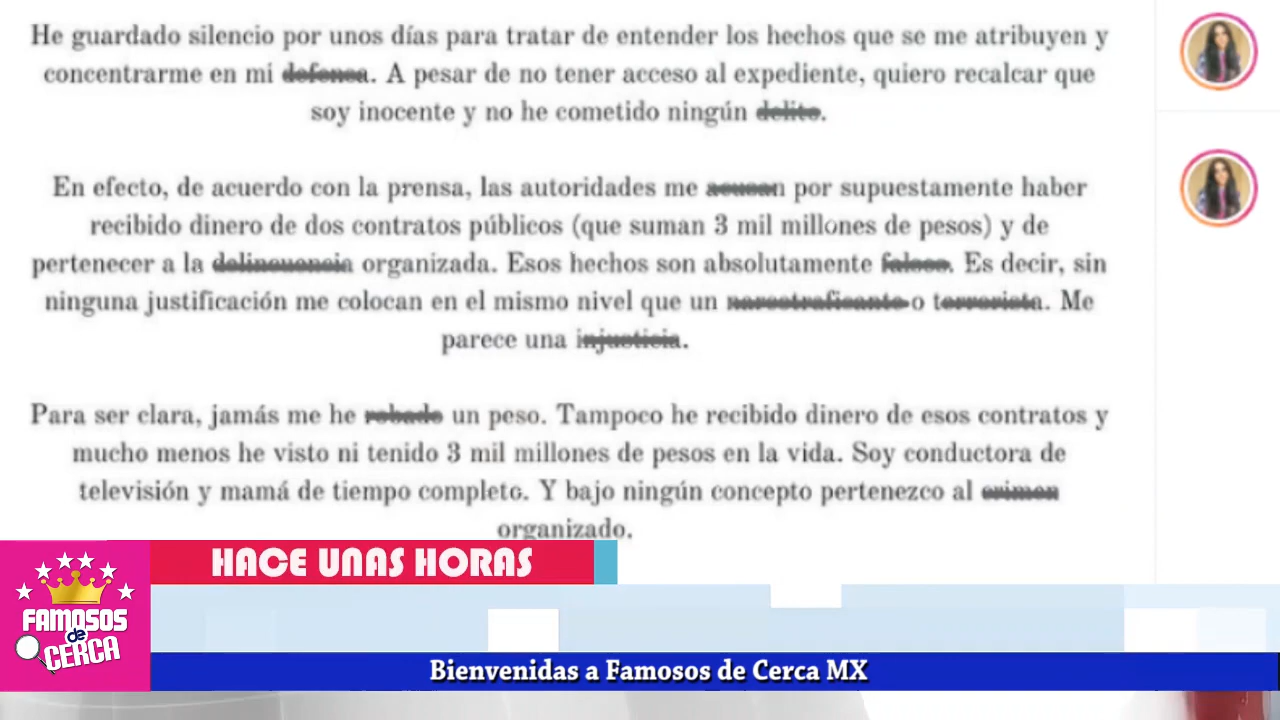 He guardado silencio por unos días para tratar de entender los hechos que se me atribuyen y
concentrarme en mi defensa. A pesar de no tener acceso al expediente, quiero recalcar que
soy inocente y no he cometido ningún delito.
En efecto, de acuerdo con la prensa, las autoridades me acusan por supuestamente haber
recibido dinero de dos contratos públicos (que suman 3 mil millones de pesos) y de
pertenecer a la delincuencia organizada. Esos hechos son absolutamente falsos. Es decir, sin
ninguna justificación me colocan en el mismo nivel que un narcotraficante o terrorista. Me
parece una injusticia.
Para ser clara, jamás me he robado un peso. Tampoco he recibido dinero de esos contratos y
mucho menos he visto ni tenido 3 mil millones de pesos en la vida. Soy conductora de
televisión y mamá de tiempo completo. Y bajo ningún concepto pertenezco al crimen
organizado.
HACE UNAS HORAS
FAMOSOS
de
CERCA
Bienvenidas a Famosos de Cerca MX